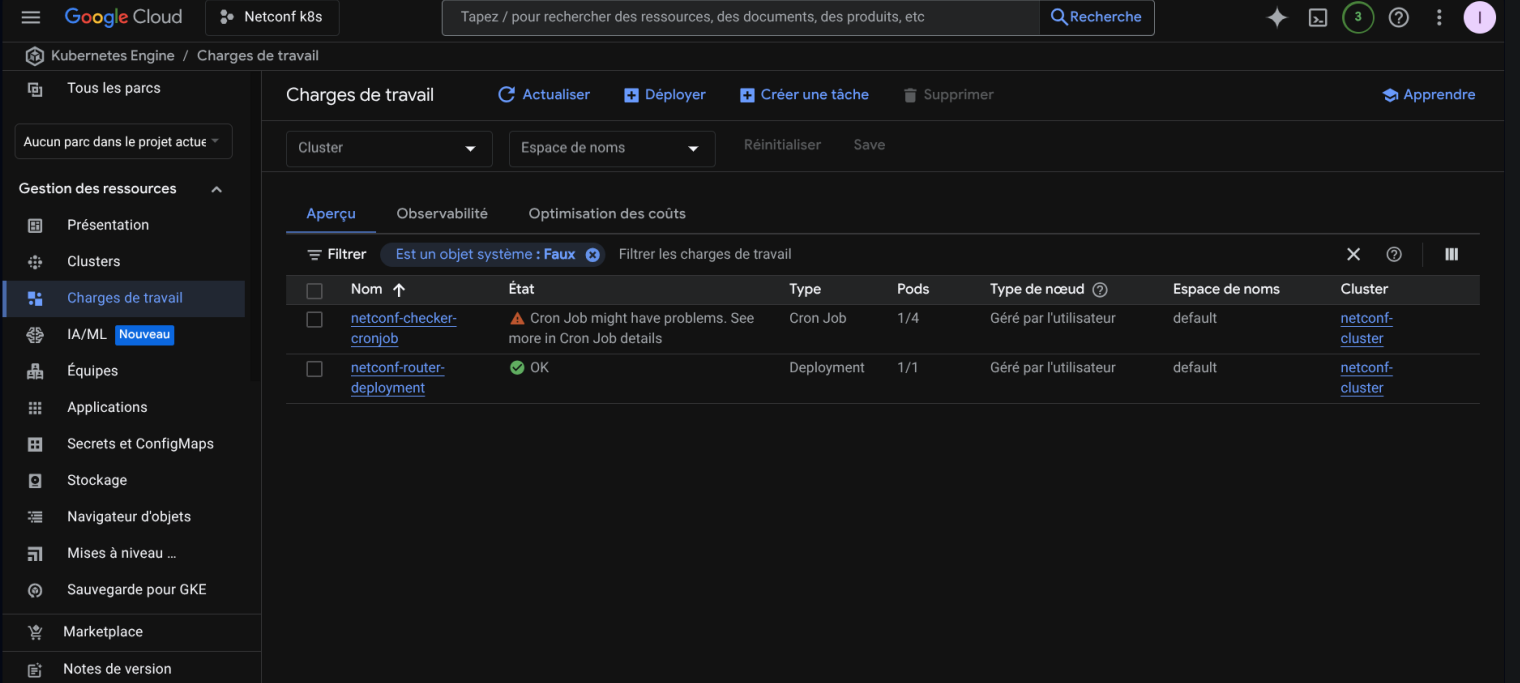 Google Cloud
Netconf k8s
Tapez / pour rechercher des ressources, des documents, des produits, etc
Recherche
3
I
Kubernetes Engine / Charges de travail
Tous les parcs
Aucun parc dans le projet actue
Gestion des ressources
Présentation
Clusters
Charges de travail
IA/ML Nouveau
Équipes
Applications
Secrets et ConfigMaps
Stockage
Navigateur d'objets
Mises à niveau ...
Sauvegarde pour GKE
Marketplace
Notes de version
Charges de travail
Actualiser
Déployer
Créer une tâche
Supprimer
Apprendre
Cluster
Espace de noms
Réinitialiser
Save
Aperçu
Observabilité
Optimisation des coûts
Filtrer
Est un objet système : Faux
Filtrer les charges de travail
Nom État Type Pods Type de nœud Espace de noms Cluster
netconf-checker- Cron Job might have problems. See Cron Job 1/4 Géré par l'utilisateur default netconf-
cronjob more in Cron Job details cluster
netconf-router- OK Deployment 1/1 Géré par l'utilisateur default netconf-
deployment cluster